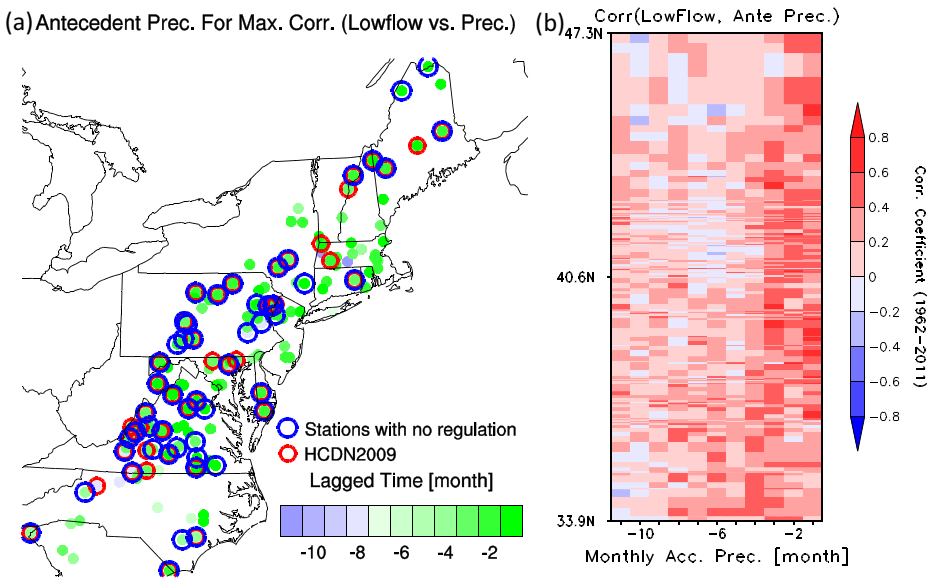 (a) Antecedent Prec. For Max. Corr. (Lowflow vs. Prec.)
Stations with no regulation
HCDN2009
Lagged Time [month]
-10 -8 -6 -4 -2
(b) Corr(LowFlow, Ante Prec.)
47.3N
40.6N
33.9N
-10 -6 -2
Monthly Acc. Prec. [month]
0.8
0.6
0.4
0.2
0
-0.2
-0.4
-0.6
-0.8
Corr. Coefficient (1962-2011)